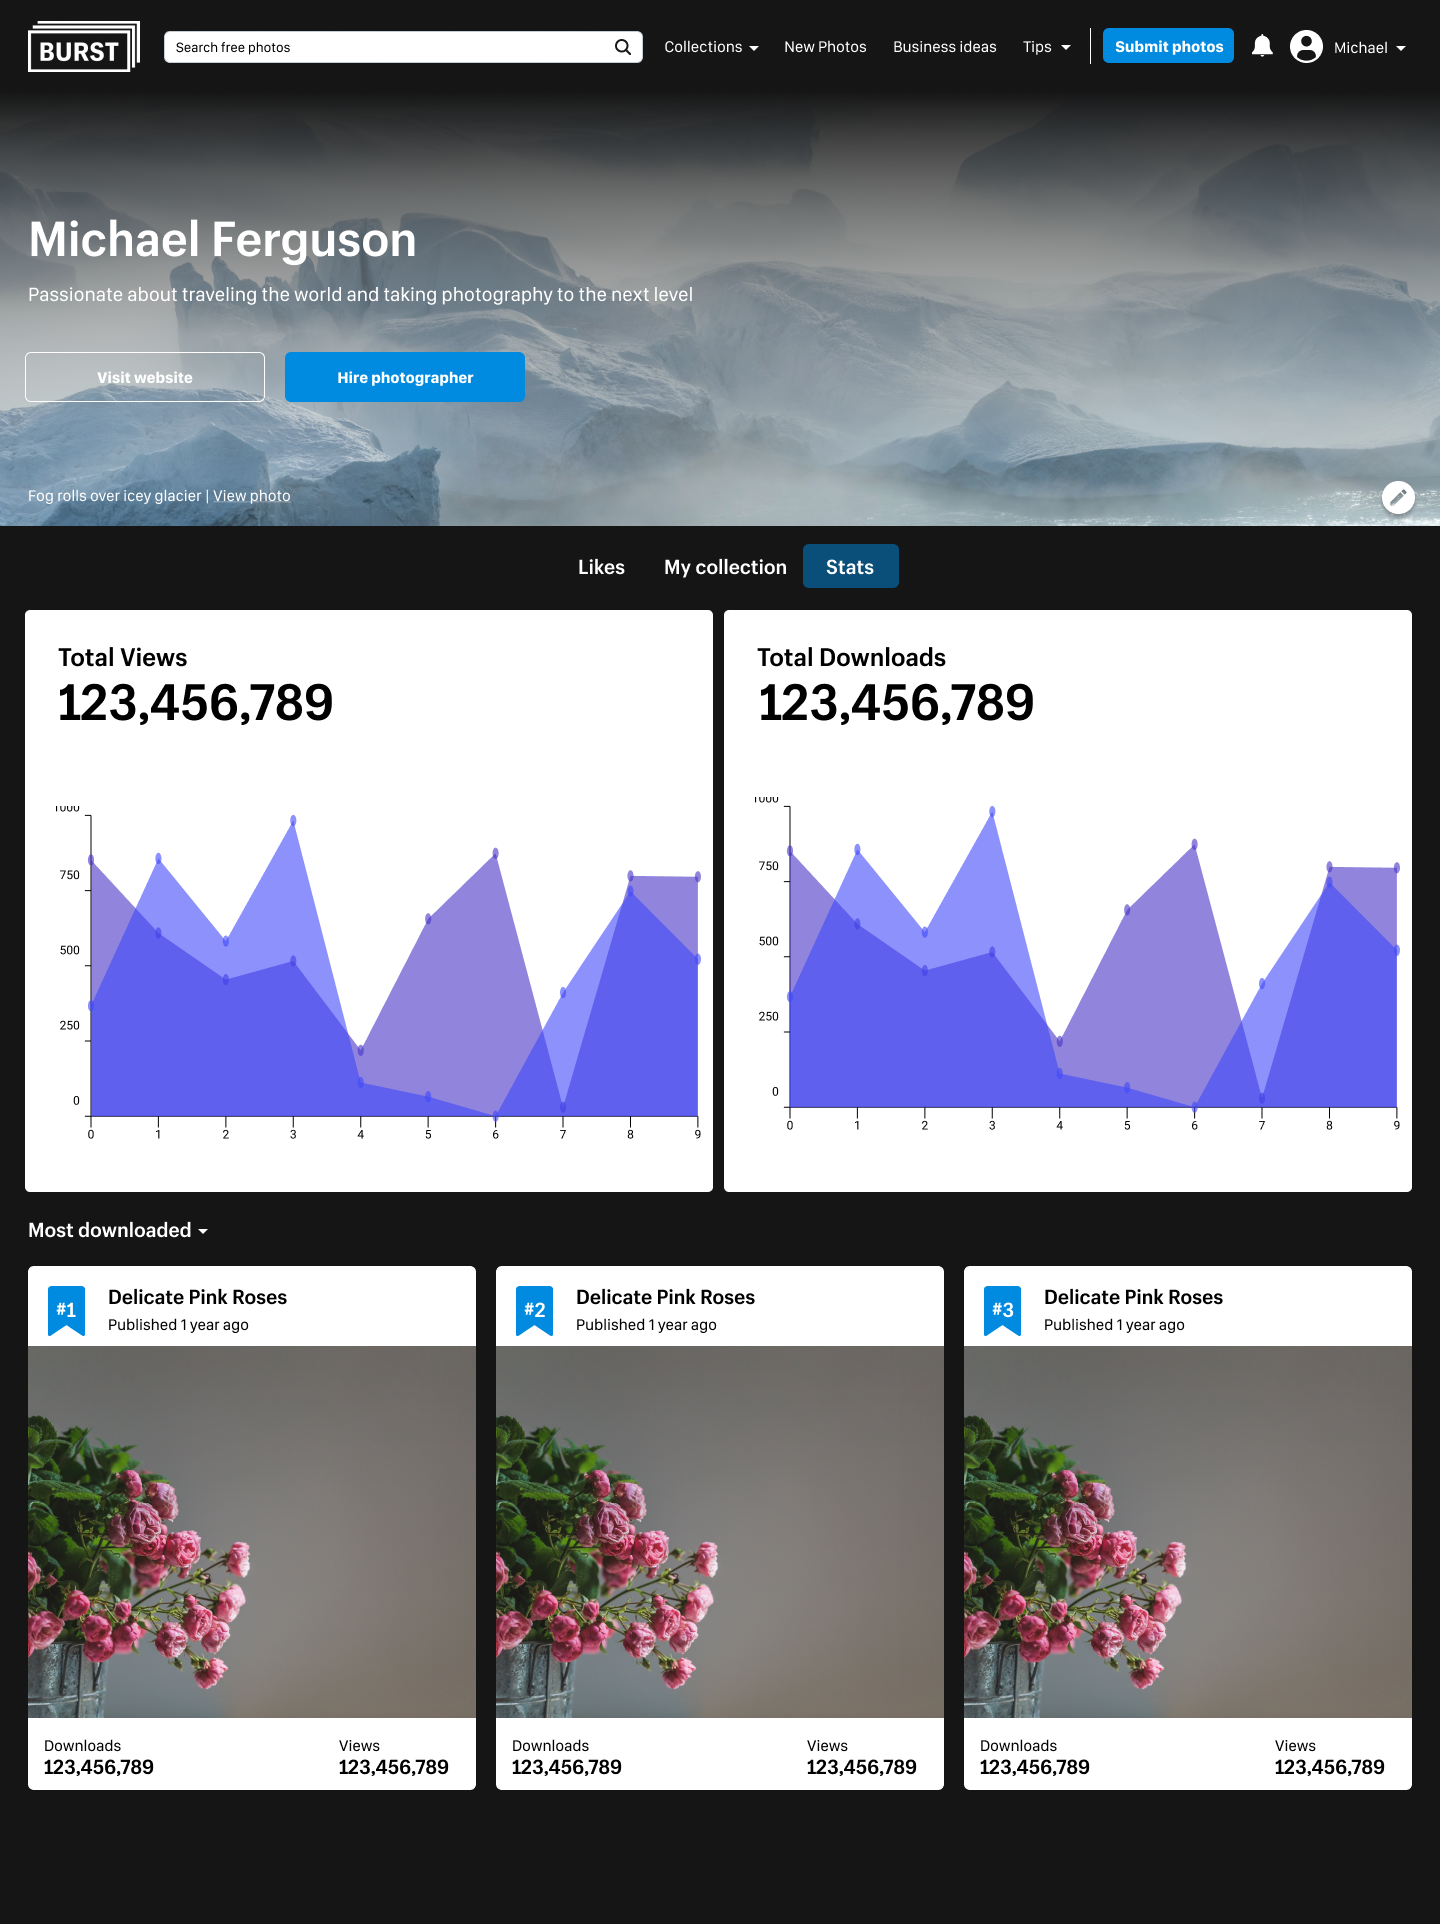 BURST
Search free photos
Collections
New Photos
Business ideas
Tips
Submit photos
Michael
Michael Ferguson
Passionate about traveling the world and taking photography to the next level
Visit website
Hire photographer
Fog rolls over icey glacier | View photo
Likes
My collection
Stats
Total Views
123,456,789
1000
750
500
250
0
0 1 2 3 4 5 6 7 8 9
Total Downloads
123,456,789
1000
750
500
250
0
0 1 2 3 4 5 6 7 8 9
Most downloaded
#1
Delicate Pink Roses
Published 1 year ago
Downloads
123,456,789
Views
123,456,789
#2
Delicate Pink Roses
Published 1 year ago
Downloads
123,456,789
Views
123,456,789
#3
Delicate Pink Roses
Published 1 year ago
Downloads
123,456,789
Views
123,456,789